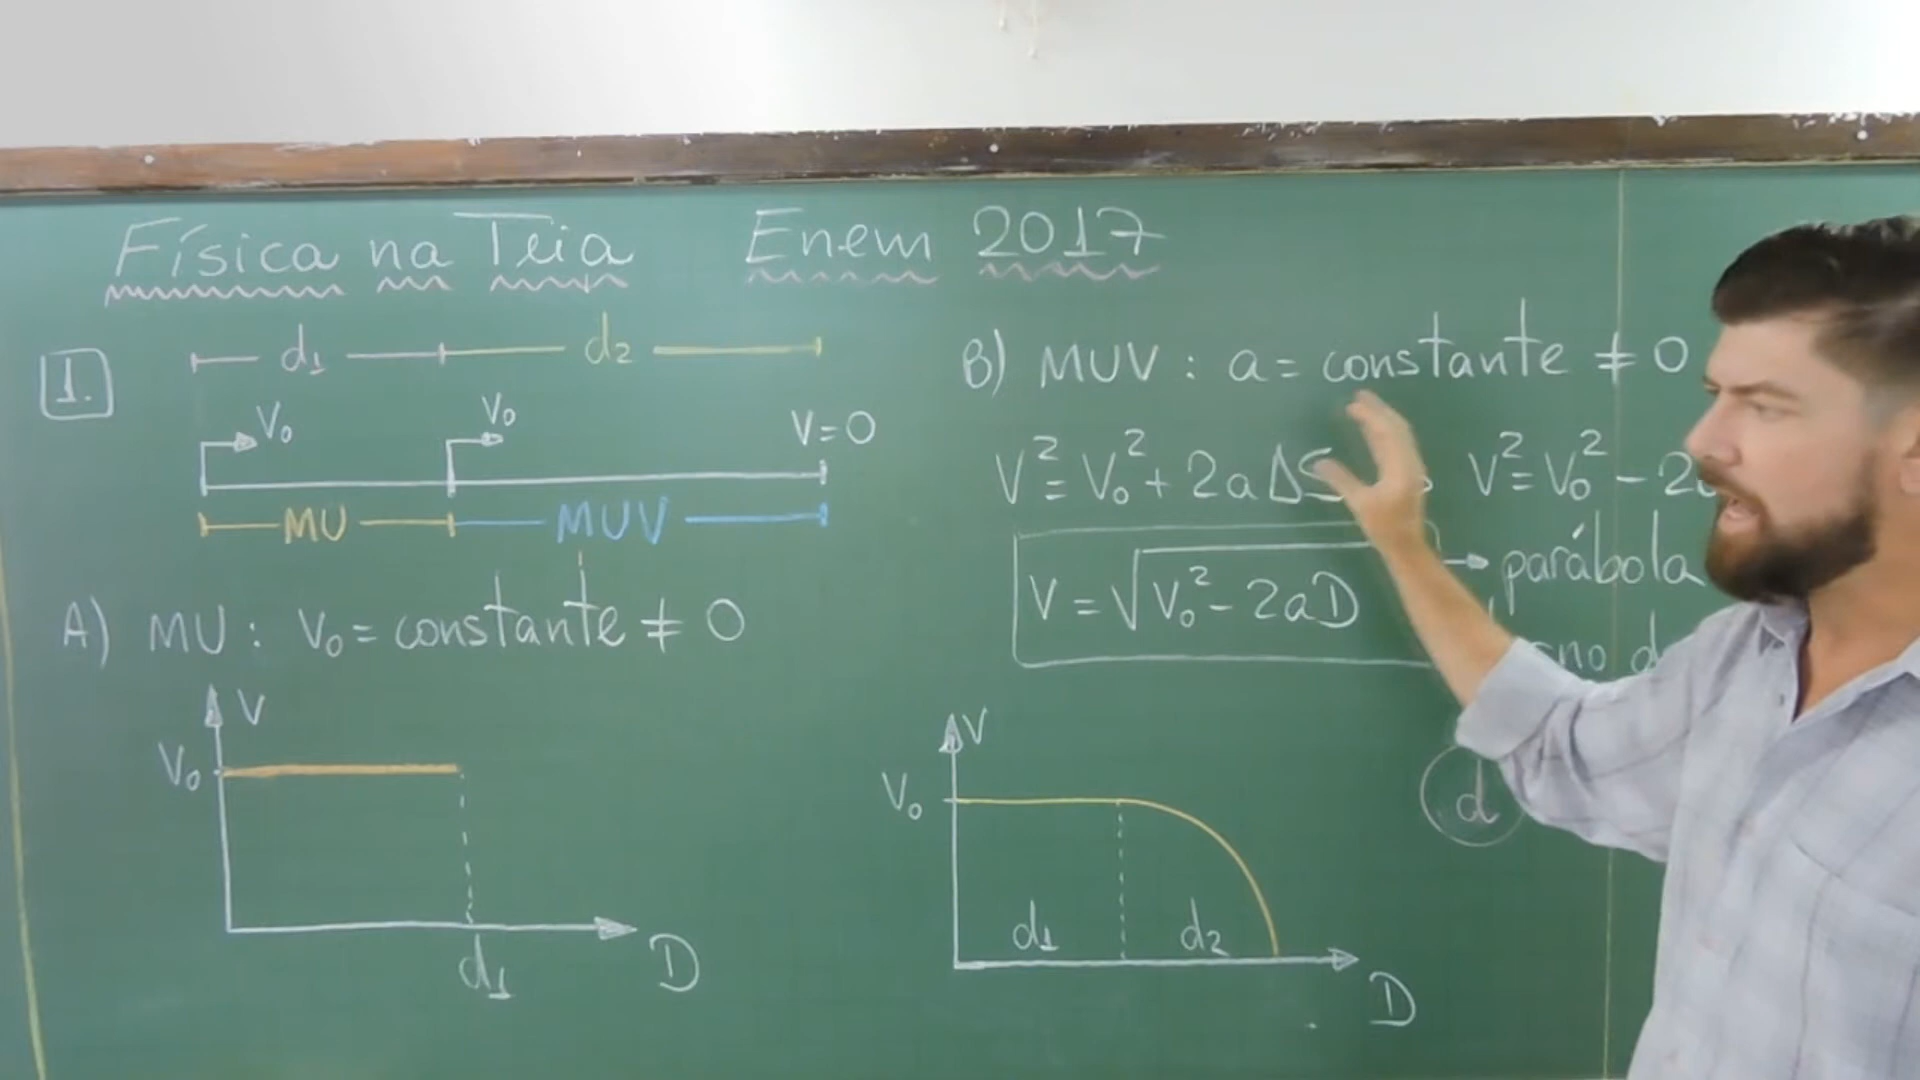 Física na Teia Enem 2017
1.
d₁ d₂
V₀ V₀ V=0
MU MUV
A) MU: V₀ = constante ≠ 0
V
V₀
d₁
D
B) MUV: a = constante ≠ 0
V² = V₀² + 2aΔS V² = V₀² - 2
V = √V₀² - 2aD → parábola
V
V₀
d₁ d₂
D
d